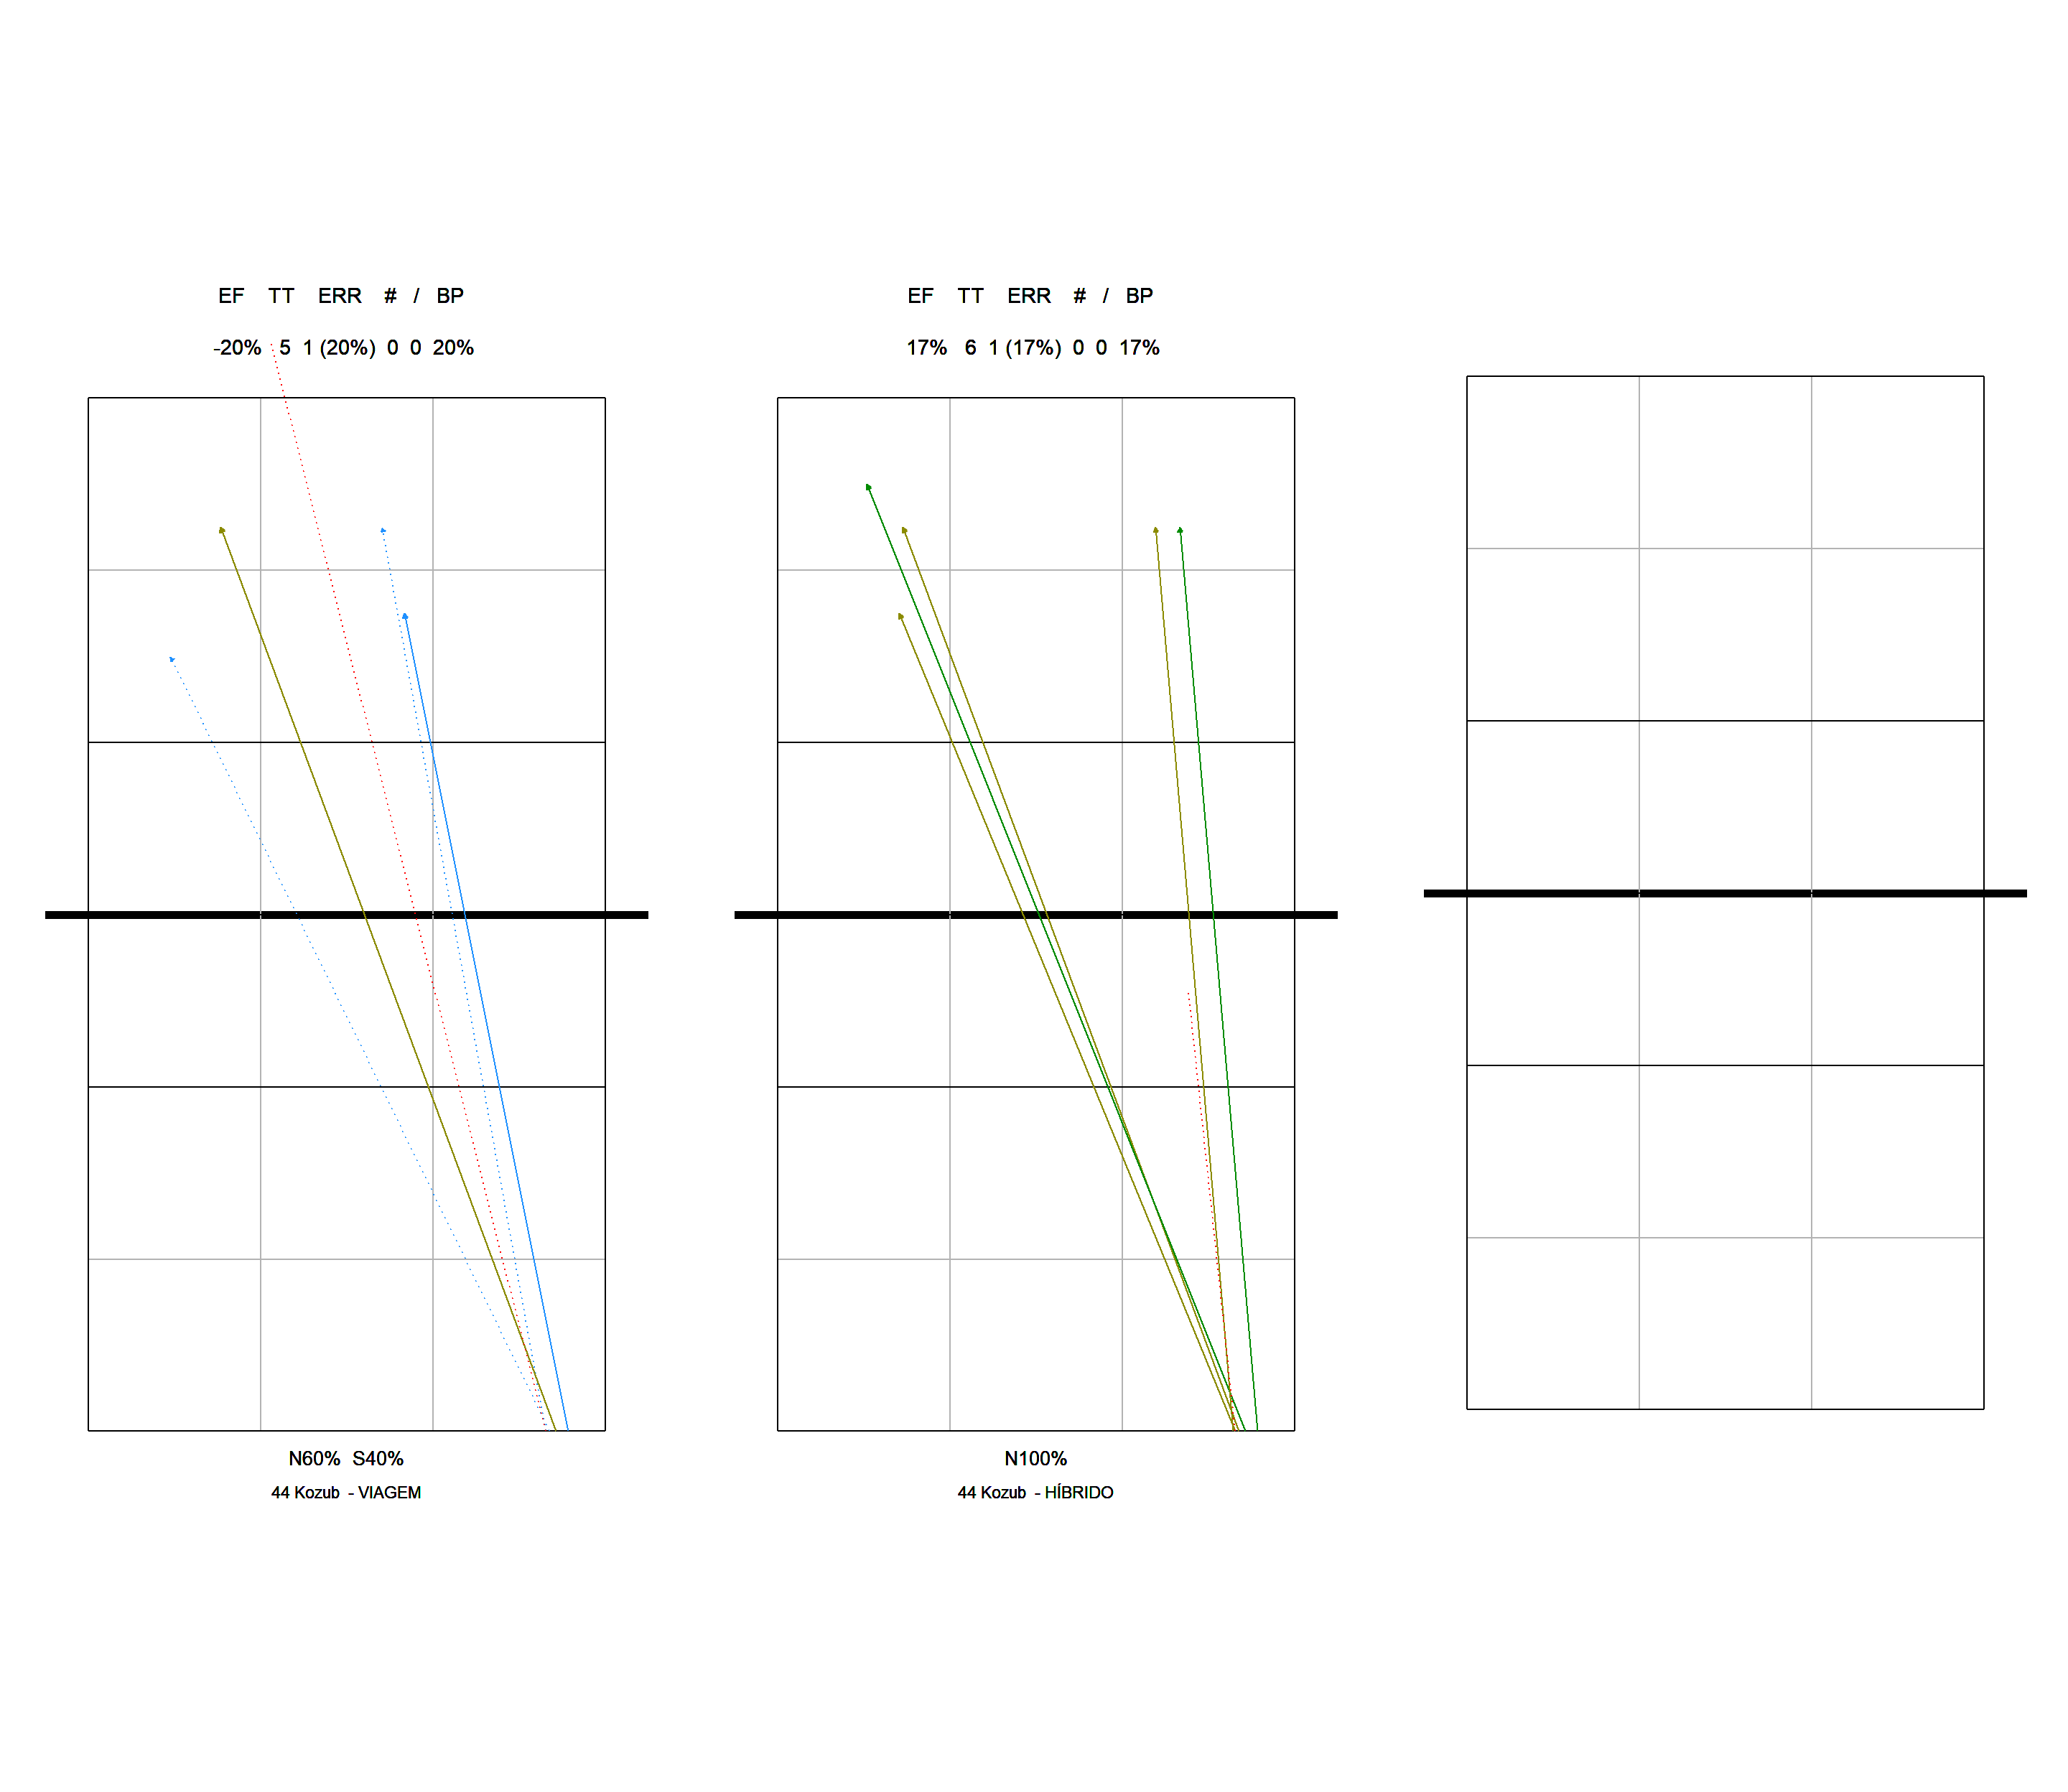 EF TT ERR # / BP
-20% 5 1 (20%) 0 0 20%
N60% S40%
44 Kozub - VIAGEM
EF TT ERR # / BP
17% 6 1 (17%) 0 0 17%
N100%
44 Kozub - HÍBRIDO